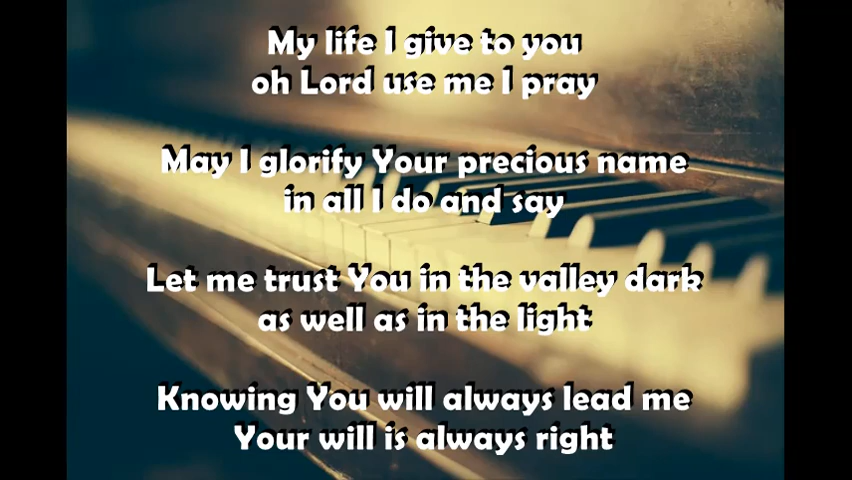 My life I give to you
oh Lord use me I pray
May I glorify Your precious name
in all I do and say
Let me trust You in the valley dark
as well as in the light
Knowing You will always lead me
Your will is always right